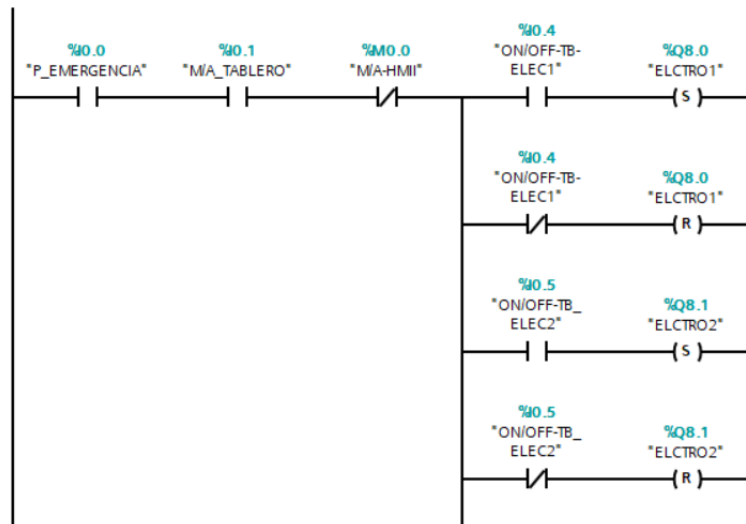 %I0.4
%I0.0 %I0.1 %M0.0 "ON/OFF-TB- %Q8.0
"P_EMERGENCIA" "M/A_TABLERO" "M/A-HMII" ELEC1" "ELCTRO1"
S
%I0.4
"ON/OFF-TB- %Q8.0
ELEC1" "ELCTRO1"
R
%I0.5
"ON/OFF-TB_ %Q8.1
ELEC2" "ELCTRO2"
S
%I0.5
"ON/OFF-TB_ %Q8.1
ELEC2" "ELCTRO2"
R